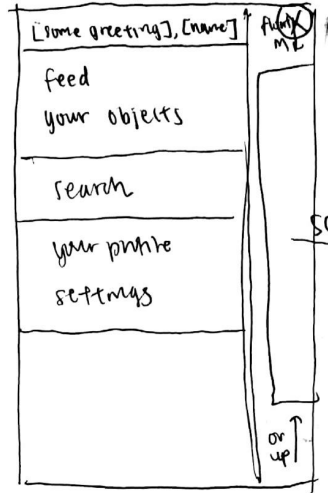 [some greeting], [name]
feed
your objects
search
your profile
settings
or
up